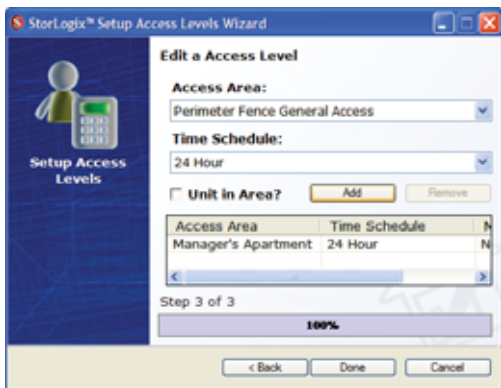 StorLogix™ Setup Access Levels Wizard
Edit a Access Level
Access Area:
Perimeter Fence General Access
Time Schedule:
24 Hour
Setup Access
Levels
Unit in Area? Add Remove
Access Area Time Schedule N
Manager's Apartment 24 Hour N
Step 3 of 3
100%
< Back Done Cancel